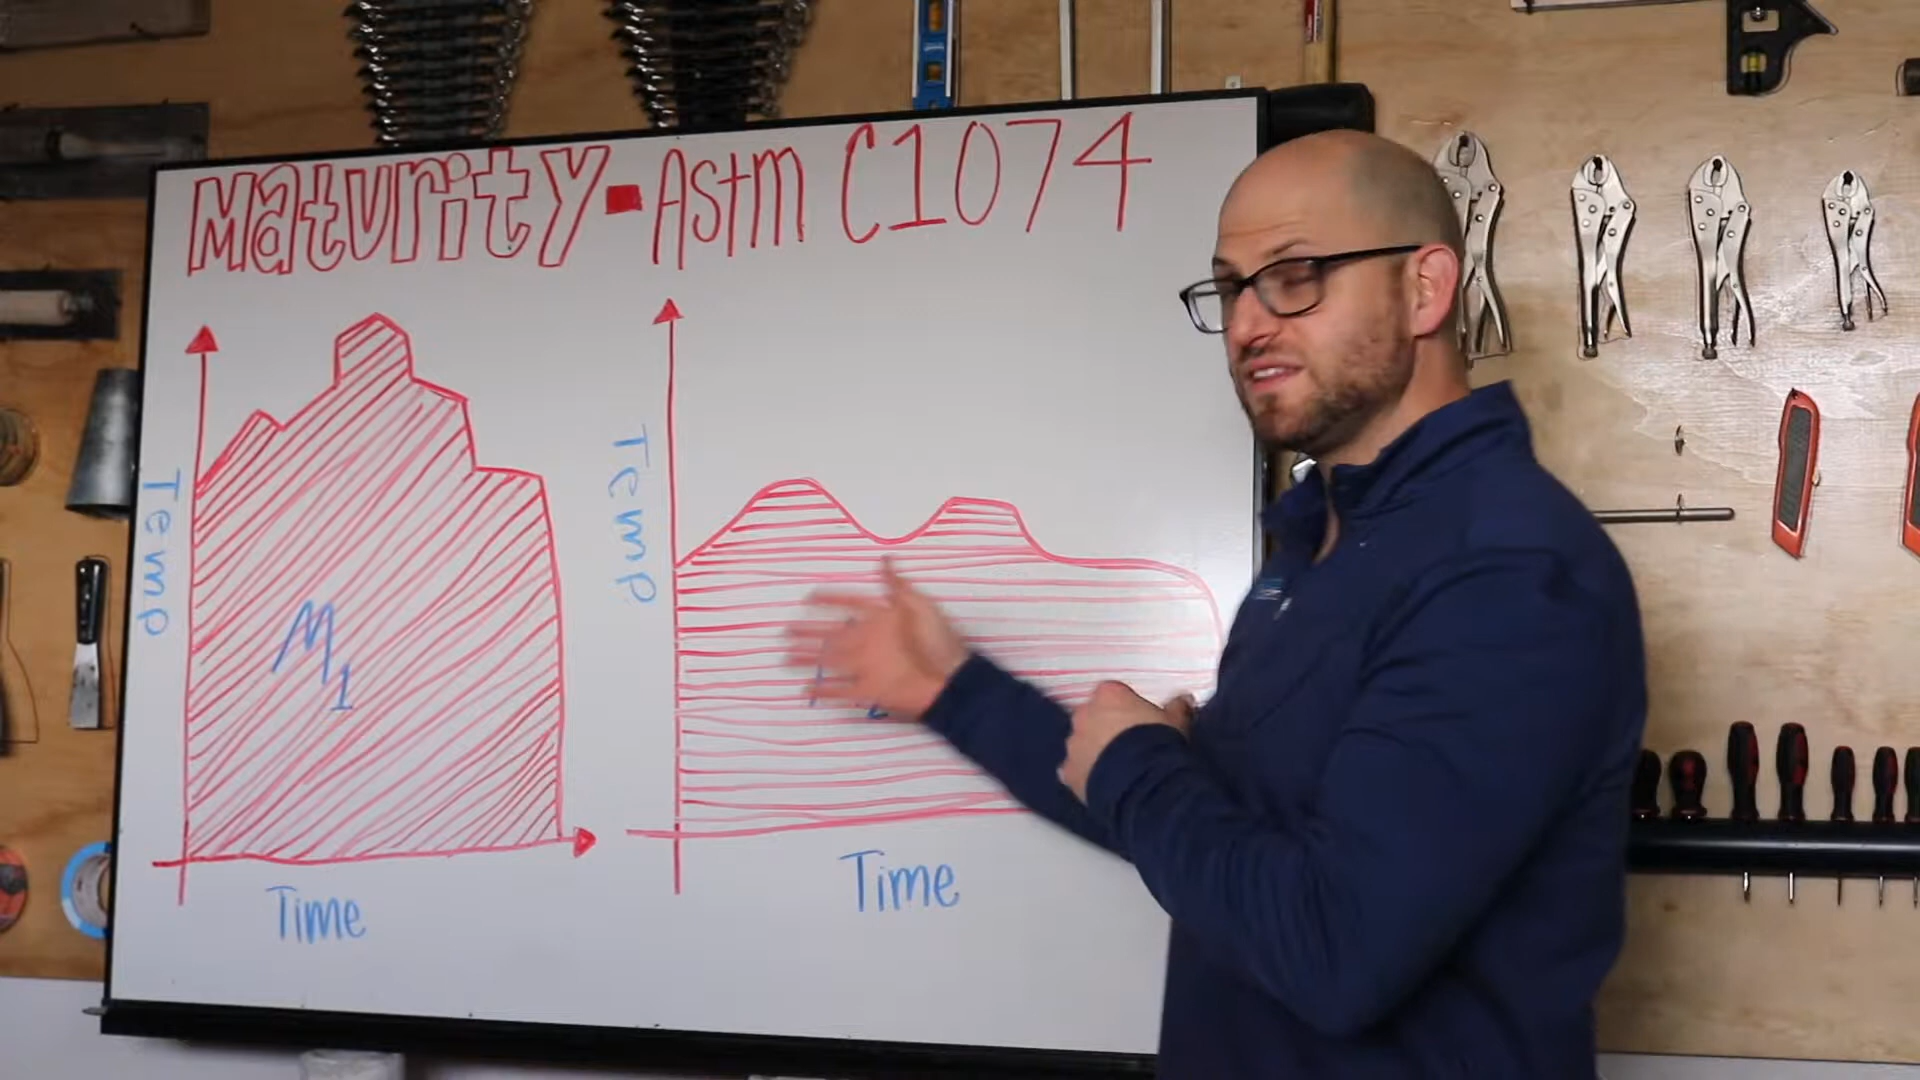 Maturity - ASTM C1074
Temp
M1
Time
Temp
Time